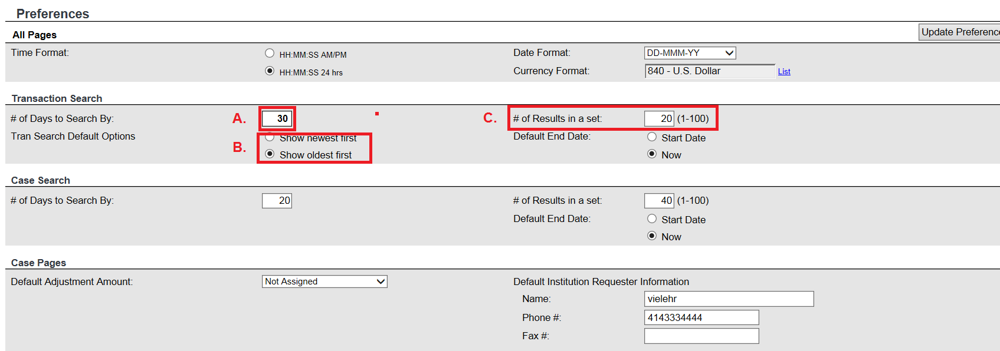 Preferences
All Pages
Update Preference
Time Format: HH:MM:SS AM/PM Date Format: DD-MMM-YY
HH:MM:SS 24 hrs Currency Format: 840 - U.S. Dollar List
Transaction Search
# of Days to Search By: A. 30 C. # of Results in a set: 20 (1-100)
Tran Search Default Options B. Show newest first Default End Date: Start Date
Show oldest first Now
Case Search
# of Days to Search By: 20 # of Results in a set: 40 (1-100)
Default End Date: Start Date
Now
Case Pages
Default Adjustment Amount: Not Assigned Default Institution Requester Information
Name: vielehr
Phone #: 4143334444
Fax #: